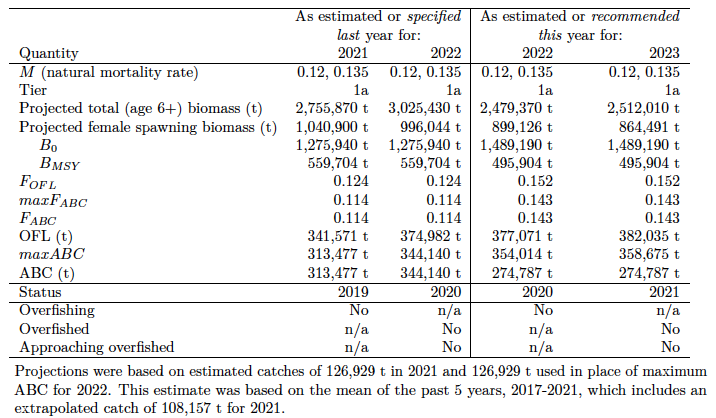 As estimated or specified As estimated or recommended
last year for: this year for:
Quantity 2021 2022 2022 2023
M (natural mortality rate) 0.12, 0.135 0.12, 0.135 0.12, 0.135 0.12, 0.135
Tier 1a 1a 1a 1a
Projected total (age 6+) biomass (t) 2,755,870 t 3,025,430 t 2,479,370 t 2,512,010 t
Projected female spawning biomass (t) 1,040,900 t 996,044 t 899,126 t 864,491 t
B0 1,275,940 t 1,275,940 t 1,489,190 t 1,489,190 t
BMSY 559,704 t 559,704 t 495,904 t 495,904 t
FOFL 0.124 0.124 0.152 0.152
maxFABC 0.114 0.114 0.143 0.143
FABC 0.114 0.114 0.143 0.143
OFL (t) 341,571 t 374,982 t 377,071 t 382,035 t
maxABC 313,477 t 344,140 t 354,014 t 358,675 t
ABC (t) 313,477 t 344,140 t 274,787 t 274,787 t
Status 2019 2020 2020 2021
Overfishing No n/a No n/a
Overfished n/a No n/a No
Approaching overfished n/a No n/a No
Projections were based on estimated catches of 126,929 t in 2021 and 126,929 t used in place of maximum
ABC for 2022. This estimate was based on the mean of the past 5 years, 2017-2021, which includes an
extrapolated catch of 108,157 t for 2021.